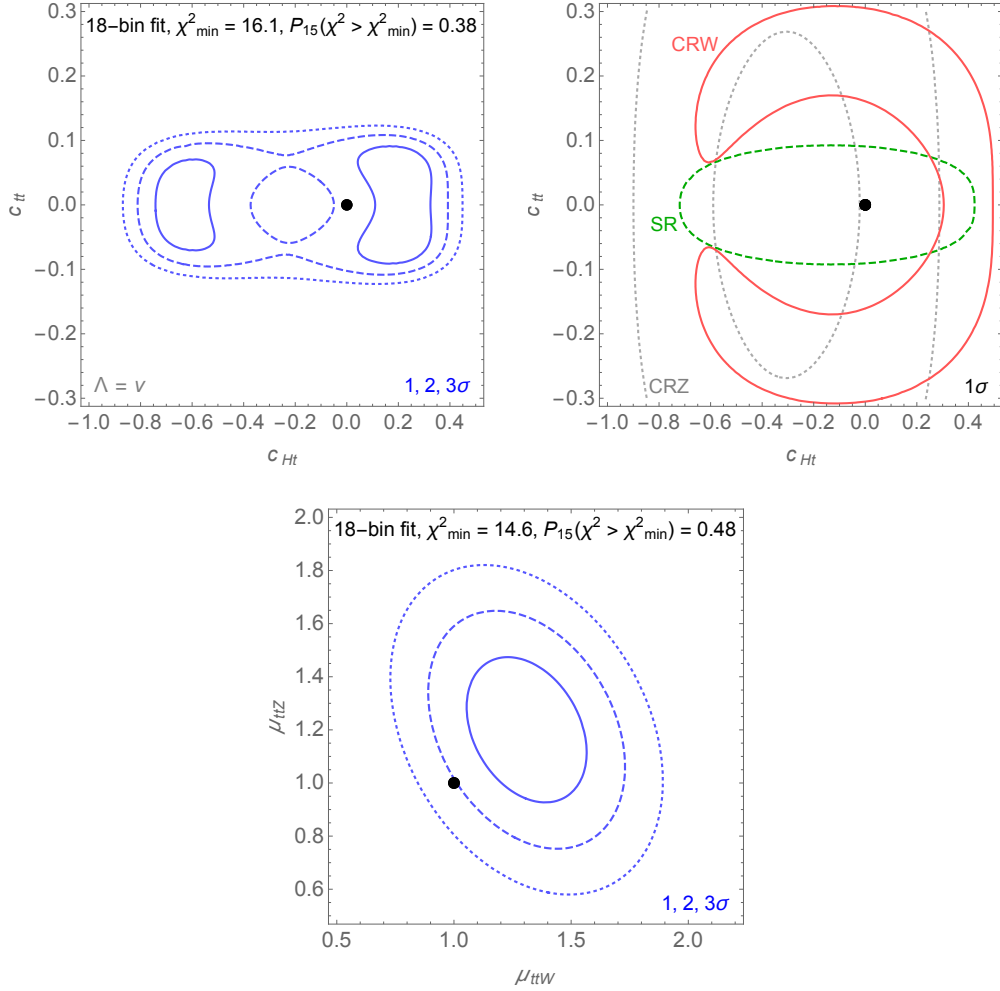 18−bin fit, χ²min = 16.1, P15(χ² > χ²min) = 0.38
0.3
0.2
0.1
0.0
−0.1
−0.2
−0.3
c tt
Λ = v
1, 2, 3σ
−1.0 −0.8 −0.6 −0.4 −0.2 0.0 0.2 0.4
c Ht
CRW
SR
CRZ
1σ
0.3
0.2
0.1
0.0
−0.1
−0.2
−0.3
c tt
−1.0 −0.8 −0.6 −0.4 −0.2 0.0 0.2 0.4
c Ht
18−bin fit, χ²min = 14.6, P15(χ² > χ²min) = 0.48
2.0
1.8
1.6
1.4
1.2
1.0
0.8
0.6
μttZ
1, 2, 3σ
0.5 1.0 1.5 2.0
μttW